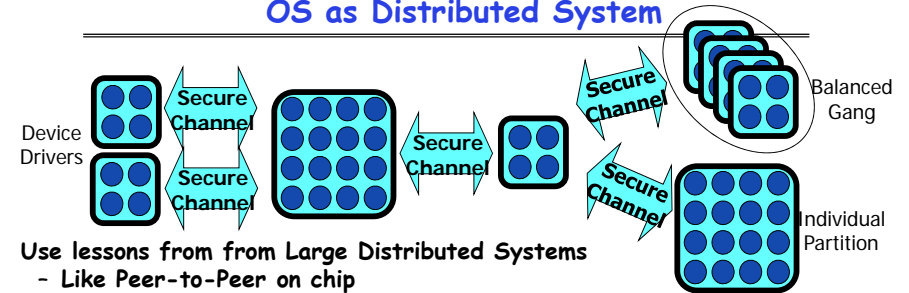 OS as Distributed System
Secure
Channel
Device
Drivers
Secure
Channel
Secure
Channel
Secure
Channel
Balanced
Gang
Secure
Channel
Individual
Partition
Use lessons from from Large Distributed Systems
– Like Peer-to-Peer on chip